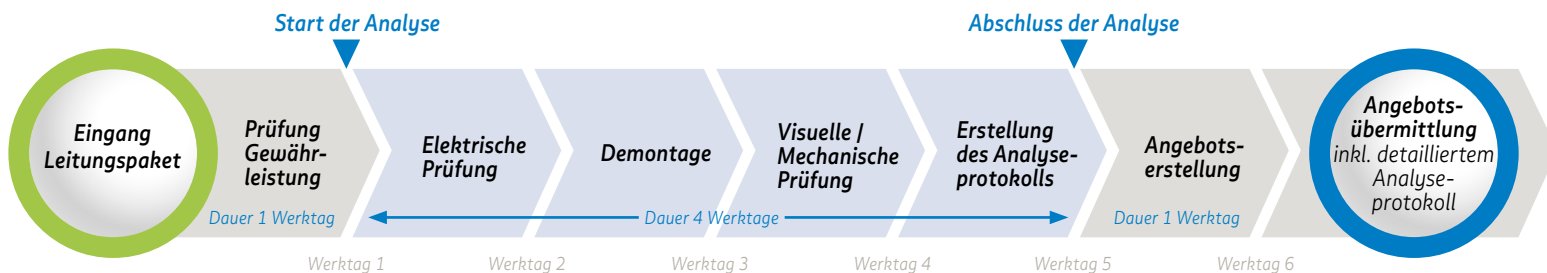 Start der Analyse
Abschluss der Analyse
Eingang
Leitungspaket
Prüfung
Gewähr-
leistung
Dauer 1 Werktag
Elektrische
Prüfung
Demontage
Visuelle /
Mechanische
Prüfung
Erstellung
des Analyse-
protokolls
Dauer 4 Werktage
Angebots-
erstellung
Dauer 1 Werktag
Angebots-
übermittlung
inkl. detailliertem
Analyse-
protokoll
Werktag 1
Werktag 2
Werktag 3
Werktag 4
Werktag 5
Werktag 6